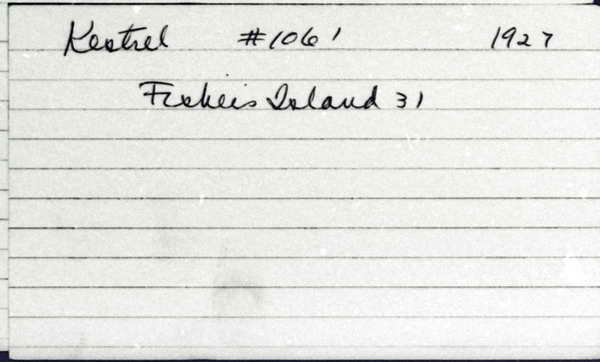 Kestrel #1061 1927
Fishers Island 31